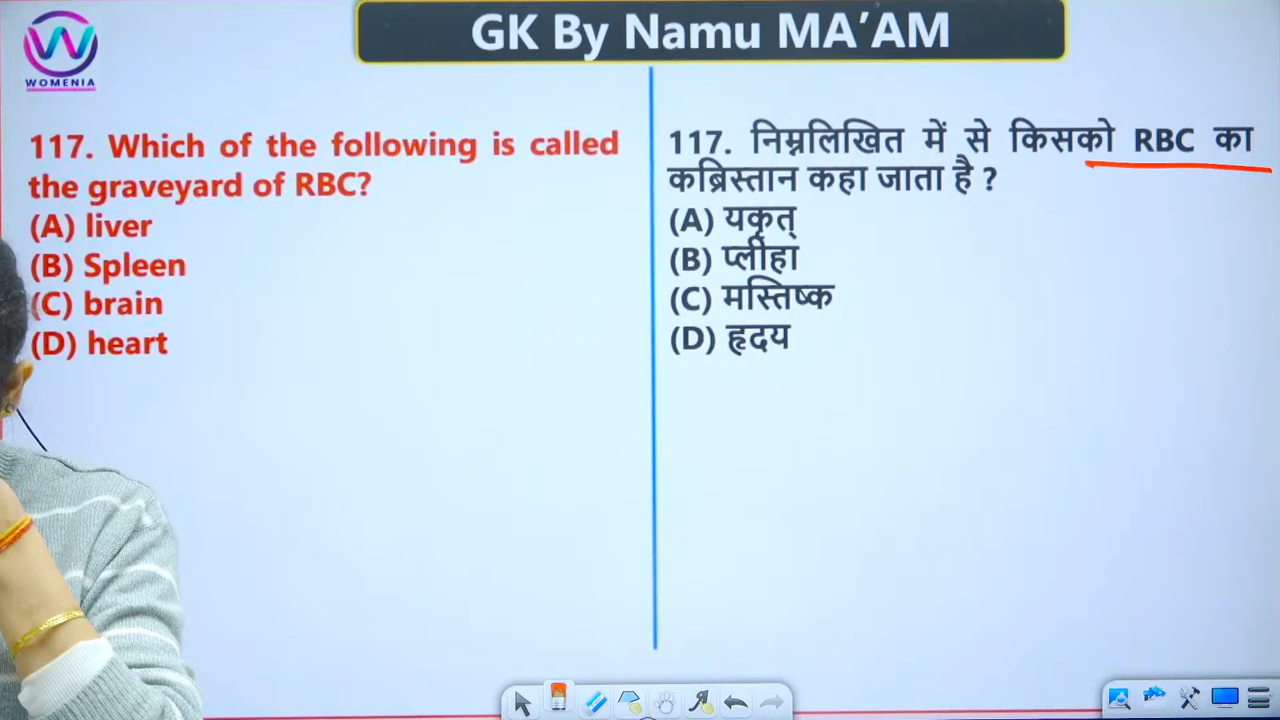 GK By Namu MA’AM
WOMENIA
117. Which of the following is called
the graveyard of RBC?
(A) liver
(B) Spleen
(C) brain
(D) heart
117. निम्नलिखित में से किसको RBC का
कब्रिस्तान कहा जाता है ?
(A) यकृत्
(B) प्लीहा
(C) मस्तिष्क
(D) हृदय